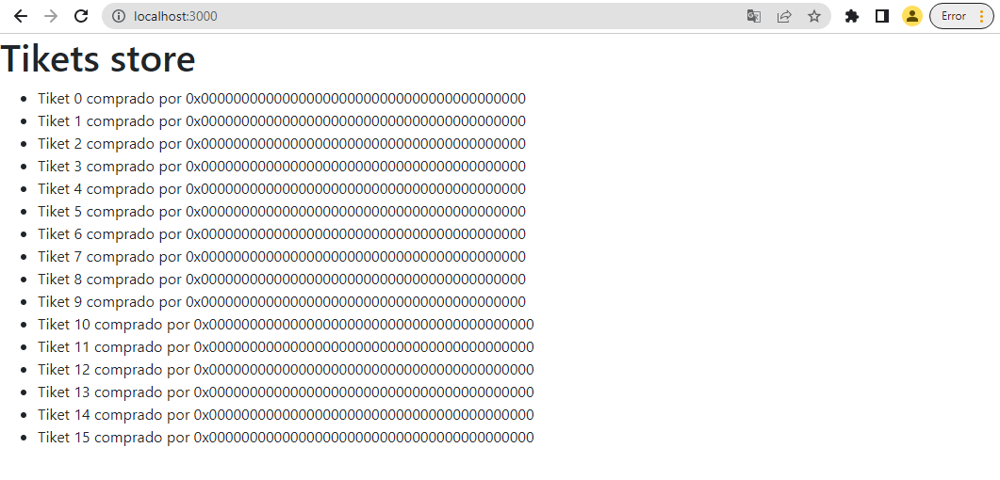 localhost:3000
Error
Tikets store
Tiket 0 comprado por 0x0000000000000000000000000000000000000000
Tiket 1 comprado por 0x0000000000000000000000000000000000000000
Tiket 2 comprado por 0x0000000000000000000000000000000000000000
Tiket 3 comprado por 0x0000000000000000000000000000000000000000
Tiket 4 comprado por 0x0000000000000000000000000000000000000000
Tiket 5 comprado por 0x0000000000000000000000000000000000000000
Tiket 6 comprado por 0x0000000000000000000000000000000000000000
Tiket 7 comprado por 0x0000000000000000000000000000000000000000
Tiket 8 comprado por 0x0000000000000000000000000000000000000000
Tiket 9 comprado por 0x0000000000000000000000000000000000000000
Tiket 10 comprado por 0x0000000000000000000000000000000000000000
Tiket 11 comprado por 0x0000000000000000000000000000000000000000
Tiket 12 comprado por 0x0000000000000000000000000000000000000000
Tiket 13 comprado por 0x0000000000000000000000000000000000000000
Tiket 14 comprado por 0x0000000000000000000000000000000000000000
Tiket 15 comprado por 0x0000000000000000000000000000000000000000